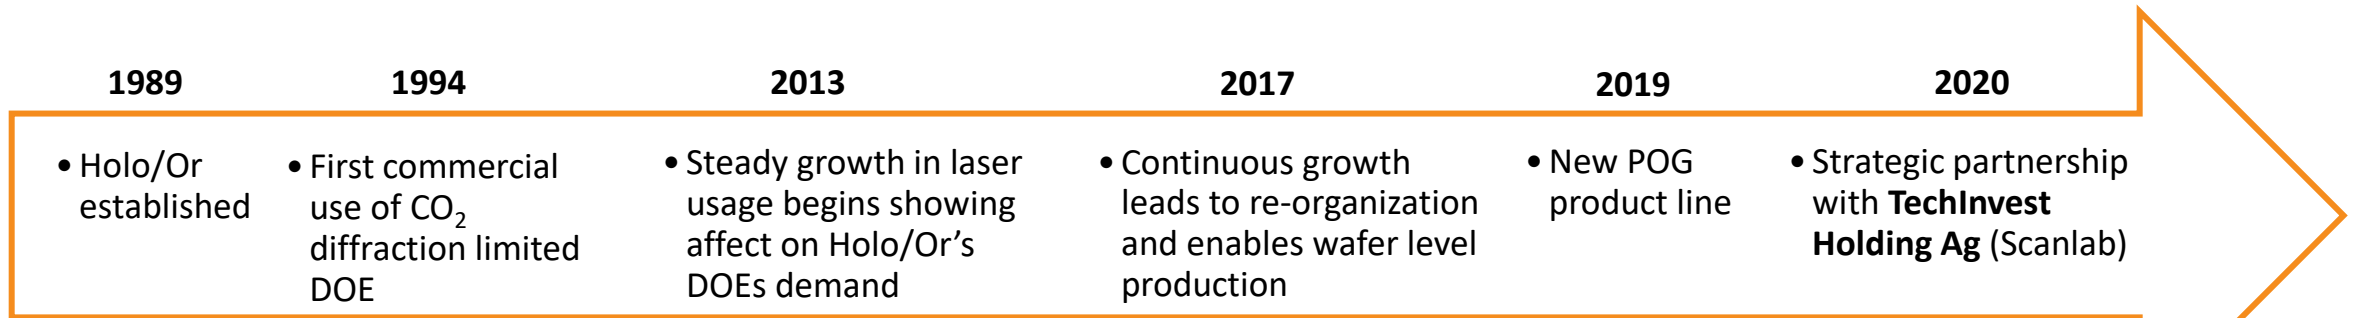 1989
• Holo/Or
established
1994
• First commercial
use of CO₂
diffraction limited
DOE
2013
• Steady growth in laser
usage begins showing
affect on Holo/Or’s
DOEs demand
2017
• Continuous growth
leads to re-organization
and enables wafer level
production
2019
• New POG
product line
2020
• Strategic partnership
with TechInvest
Holding Ag (Scanlab)